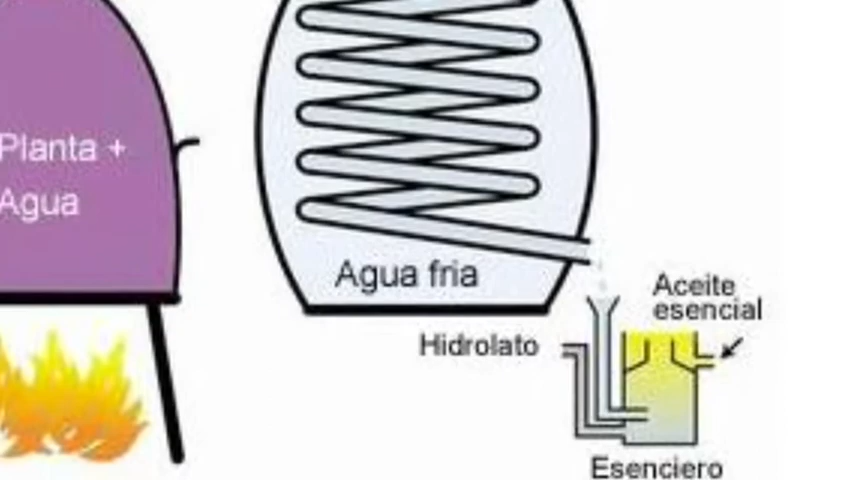 Planta +
Agua
Agua fria
Aceite
esencial
Hidrolato
Esenciero